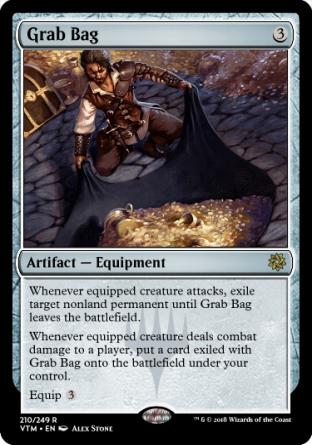 Grab Bag 3
Artifact — Equipment
Whenever equipped creature attacks, exile
target nonland permanent until Grab Bag
leaves the battlefield.
Whenever equipped creature deals combat
damage to a player, put a card exiled with
Grab Bag onto the battlefield under your
control.
Equip 3
210/249 R
VTM • EN Alex Stone
™ & © 2018 Wizards of the Coast